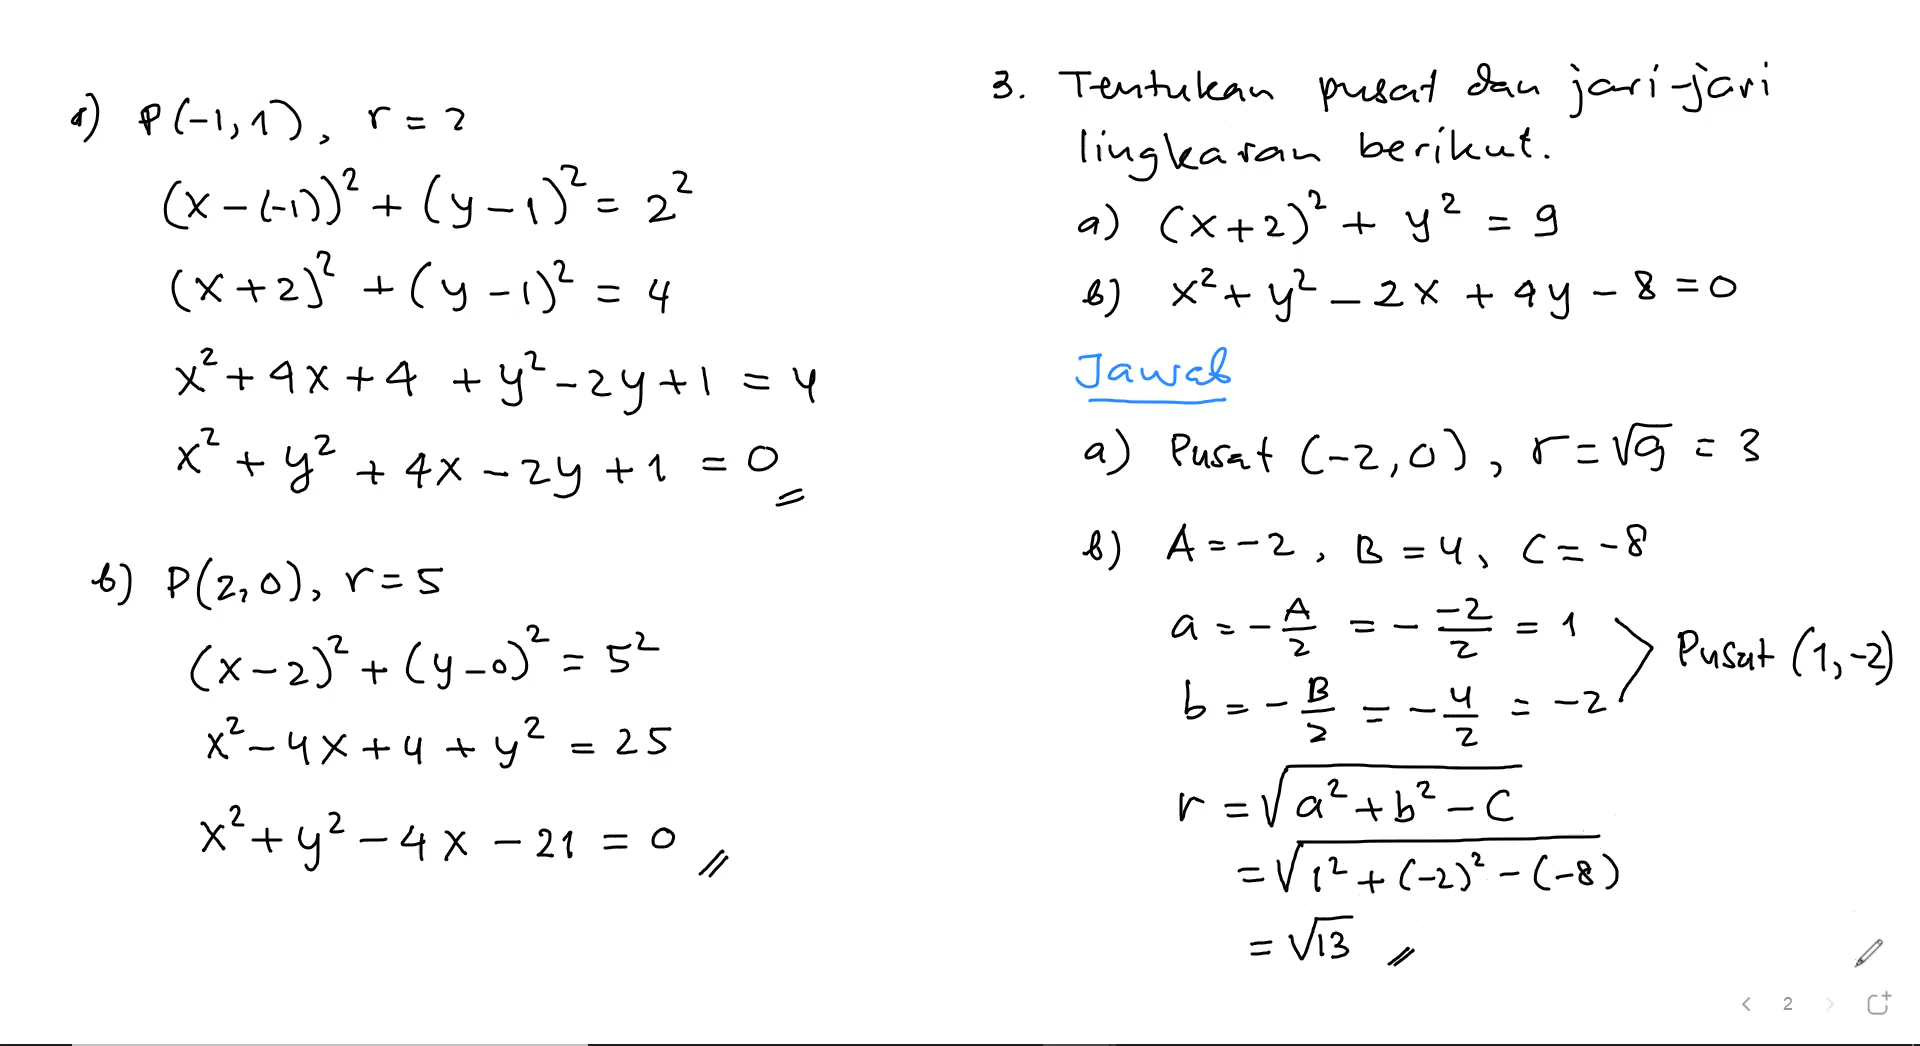 a) P(-1, 1), r = 2
(x - (-1))² + (y - 1)² = 2²
(x + 2)² + (y - 1)² = 4
x² + 4x + 4 + y² - 2y + 1 = 4
x² + y² + 4x - 2y + 1 = 0
b) P(2, 0), r = 5
(x - 2)² + (y - 0)² = 5²
x² - 4x + 4 + y² = 25
x² + y² - 4x - 21 = 0
3. Tentukan pusat dan jari-jari
lingkaran berikut.
a) (x + 2)² + y² = 9
b) x² + y² - 2x + 4y - 8 = 0
Jawab
a) Pusat (-2, 0), r = √9 = 3
b) A = -2, B = 4, C = -8
a = -A/2 = - -2/2 = 1
b = -B/2 = -4/2 = -2
Pusat (1, -2)
r = √(a² + b² - C)
= √(1² + (-2)² - (-8))
= √13
2